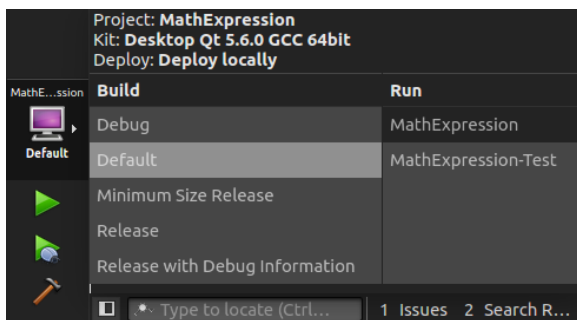 Project: MathExpression
Kit: Desktop Qt 5.6.0 GCC 64bit
Deploy: Deploy locally
MathE...ssion
Default
Build
Debug
Default
Minimum Size Release
Release
Release with Debug Information
Run
MathExpression
MathExpression-Test
Type to locate (Ctrl...
1 Issues
2 Search R...